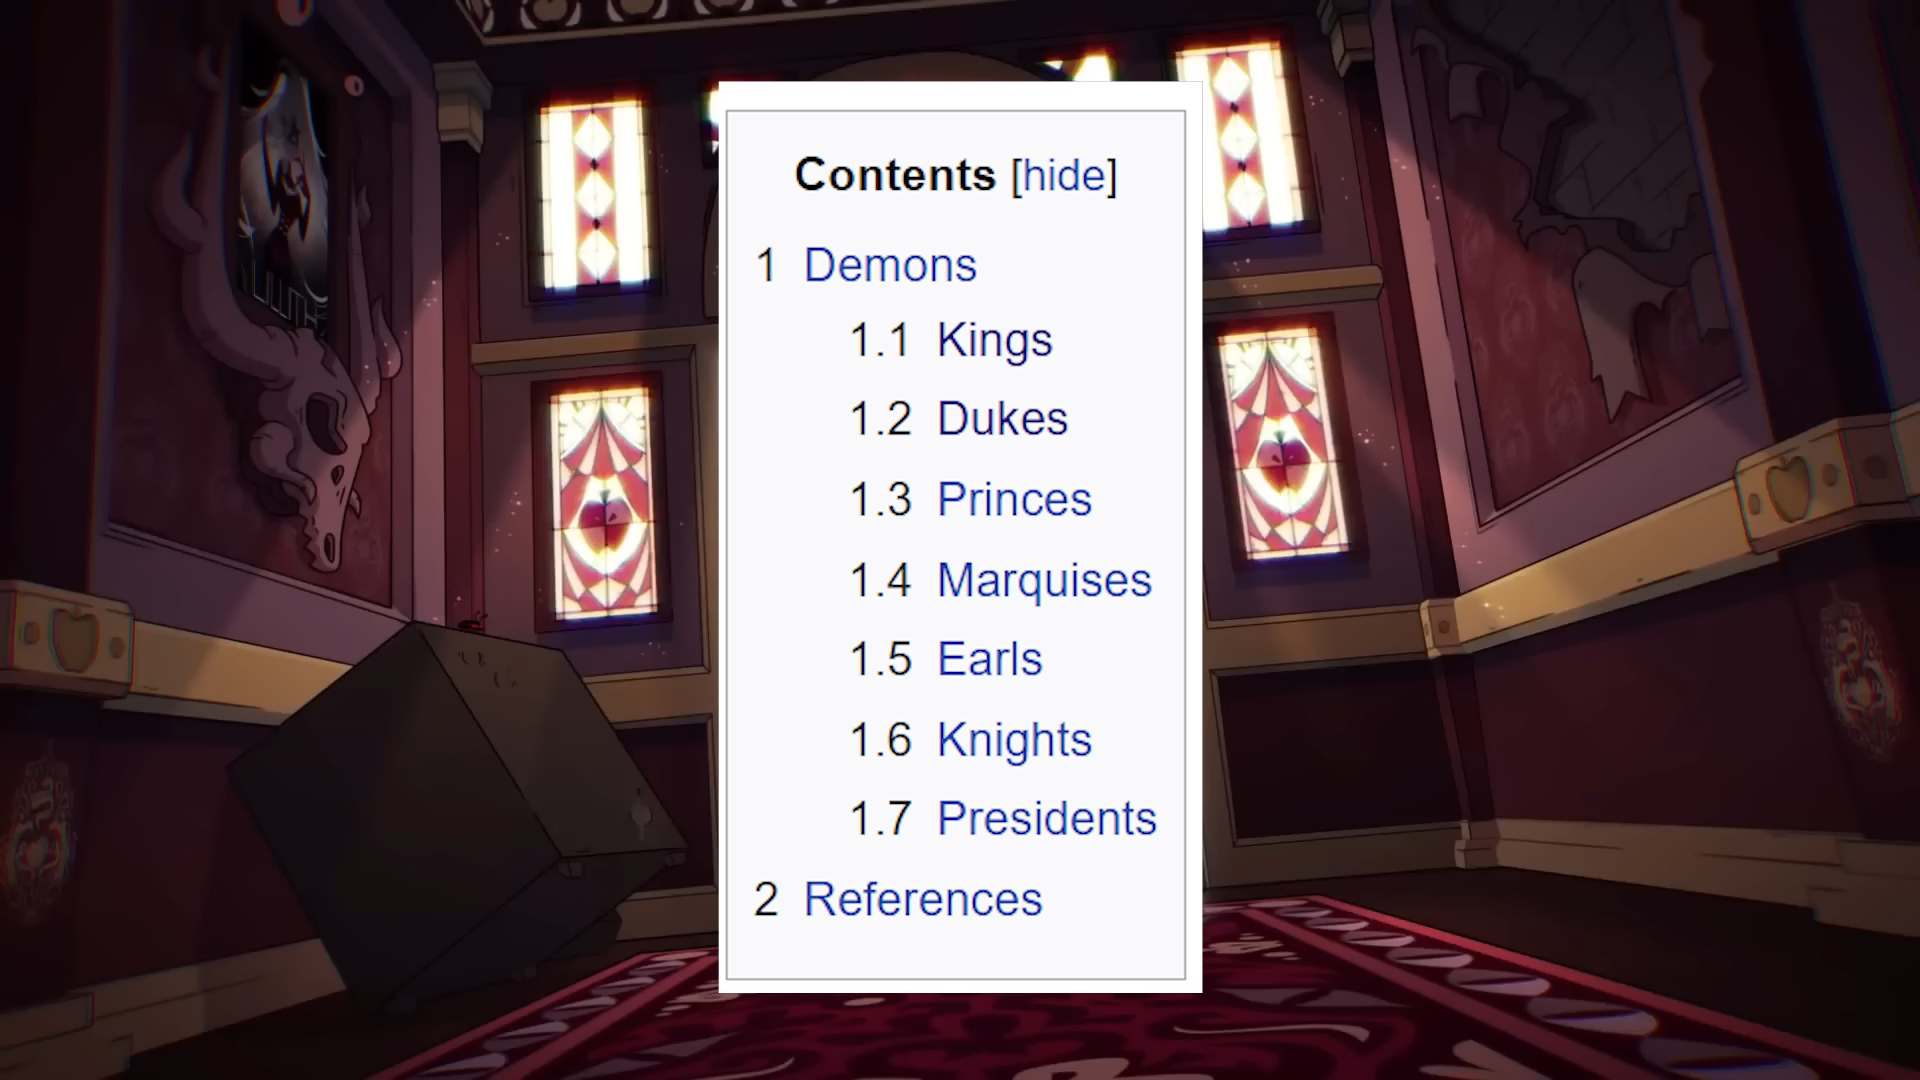 LILITH
Contents [hide]
1 Demons
1.1 Kings
1.2 Dukes
1.3 Princes
1.4 Marquises
1.5 Earls
1.6 Knights
1.7 Presidents
2 References